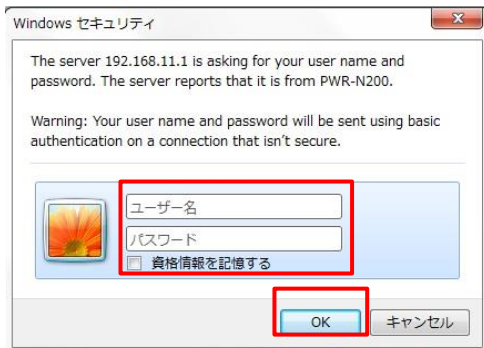 Windows セキュリティ
The server 192.168.11.1 is asking for your user name and
password. The server reports that it is from PWR-N200.
Warning: Your user name and password will be sent using basic
authentication on a connection that isn't secure.
ユーザー名
パスワード
資格情報を記憶する
OK
キャンセル